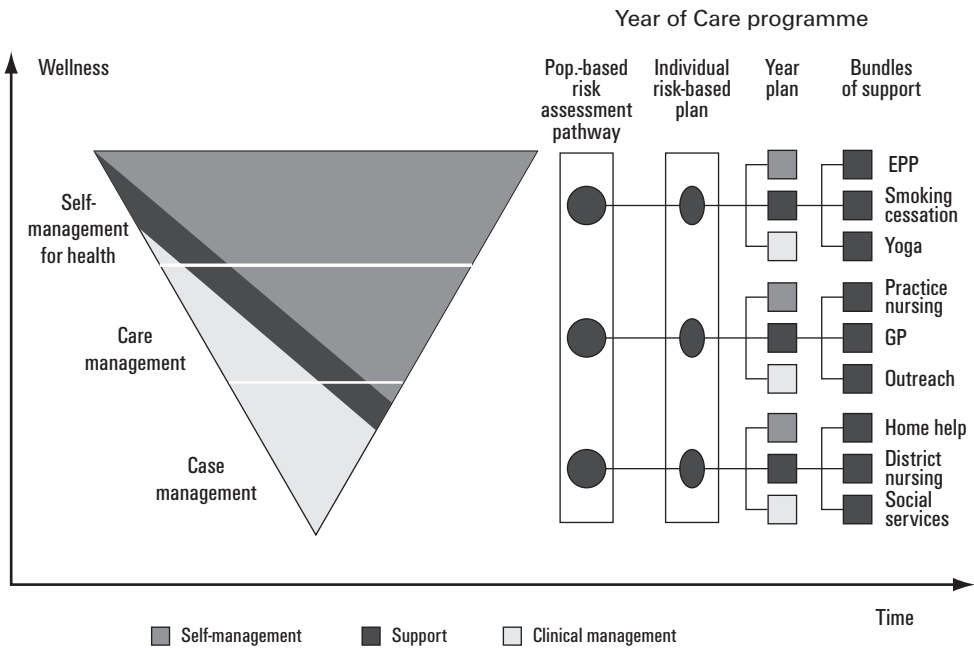 Year of Care programme
Wellness
Pop.-based
risk
assessment
pathway
Individual
risk-based
plan
Year
plan
Bundles
of support
Self-
management
for health
Care
management
Case
management
EPP
Smoking
cessation
Yoga
Practice
nursing
GP
Outreach
Home help
District
nursing
Social
services
Time
Self-management
Support
Clinical management